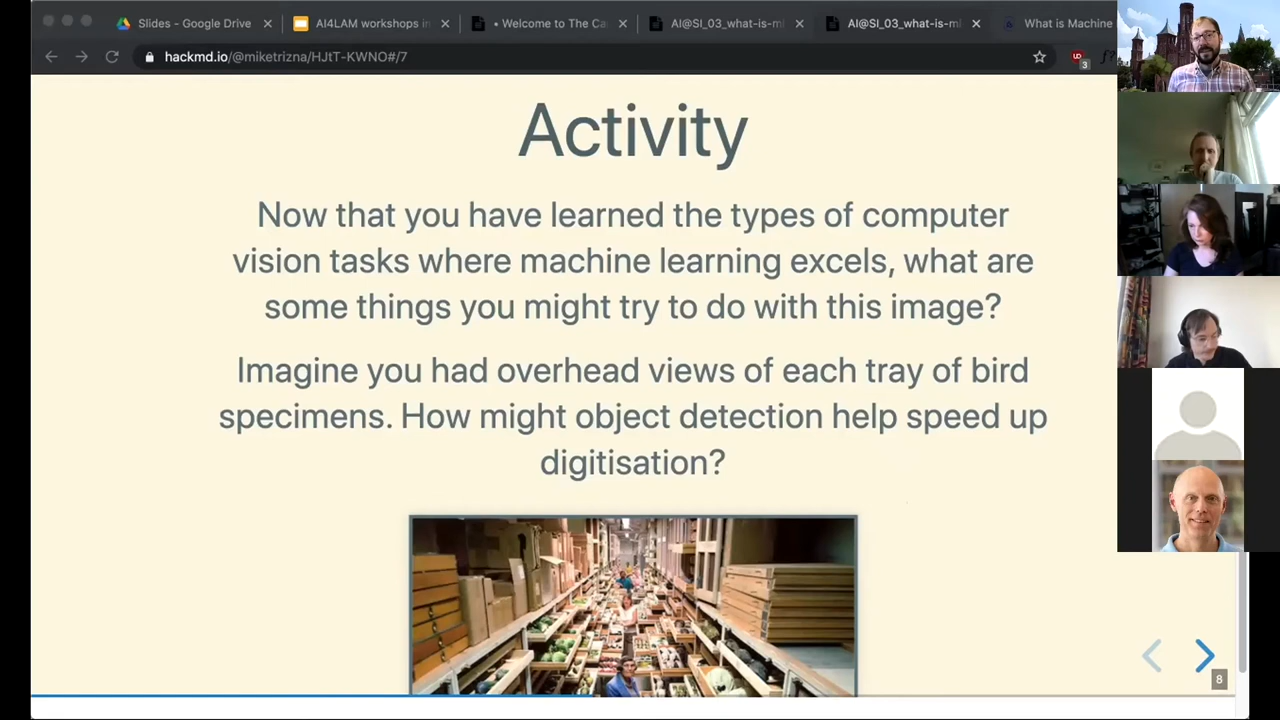 Slides - Google Drive
AI4LAM workshops in
• Welcome to The Ca
AI@SI_03_what-is-ml
AI@SI_03_what-is-ml
What is Machine
hackmd.io/@miketrizna/HJtT-KWNO#/7
3
f?
Activity
Now that you have learned the types of computer
vision tasks where machine learning excels, what are
some things you might try to do with this image?
Imagine you had overhead views of each tray of bird
specimens. How might object detection help speed up
digitisation?
8